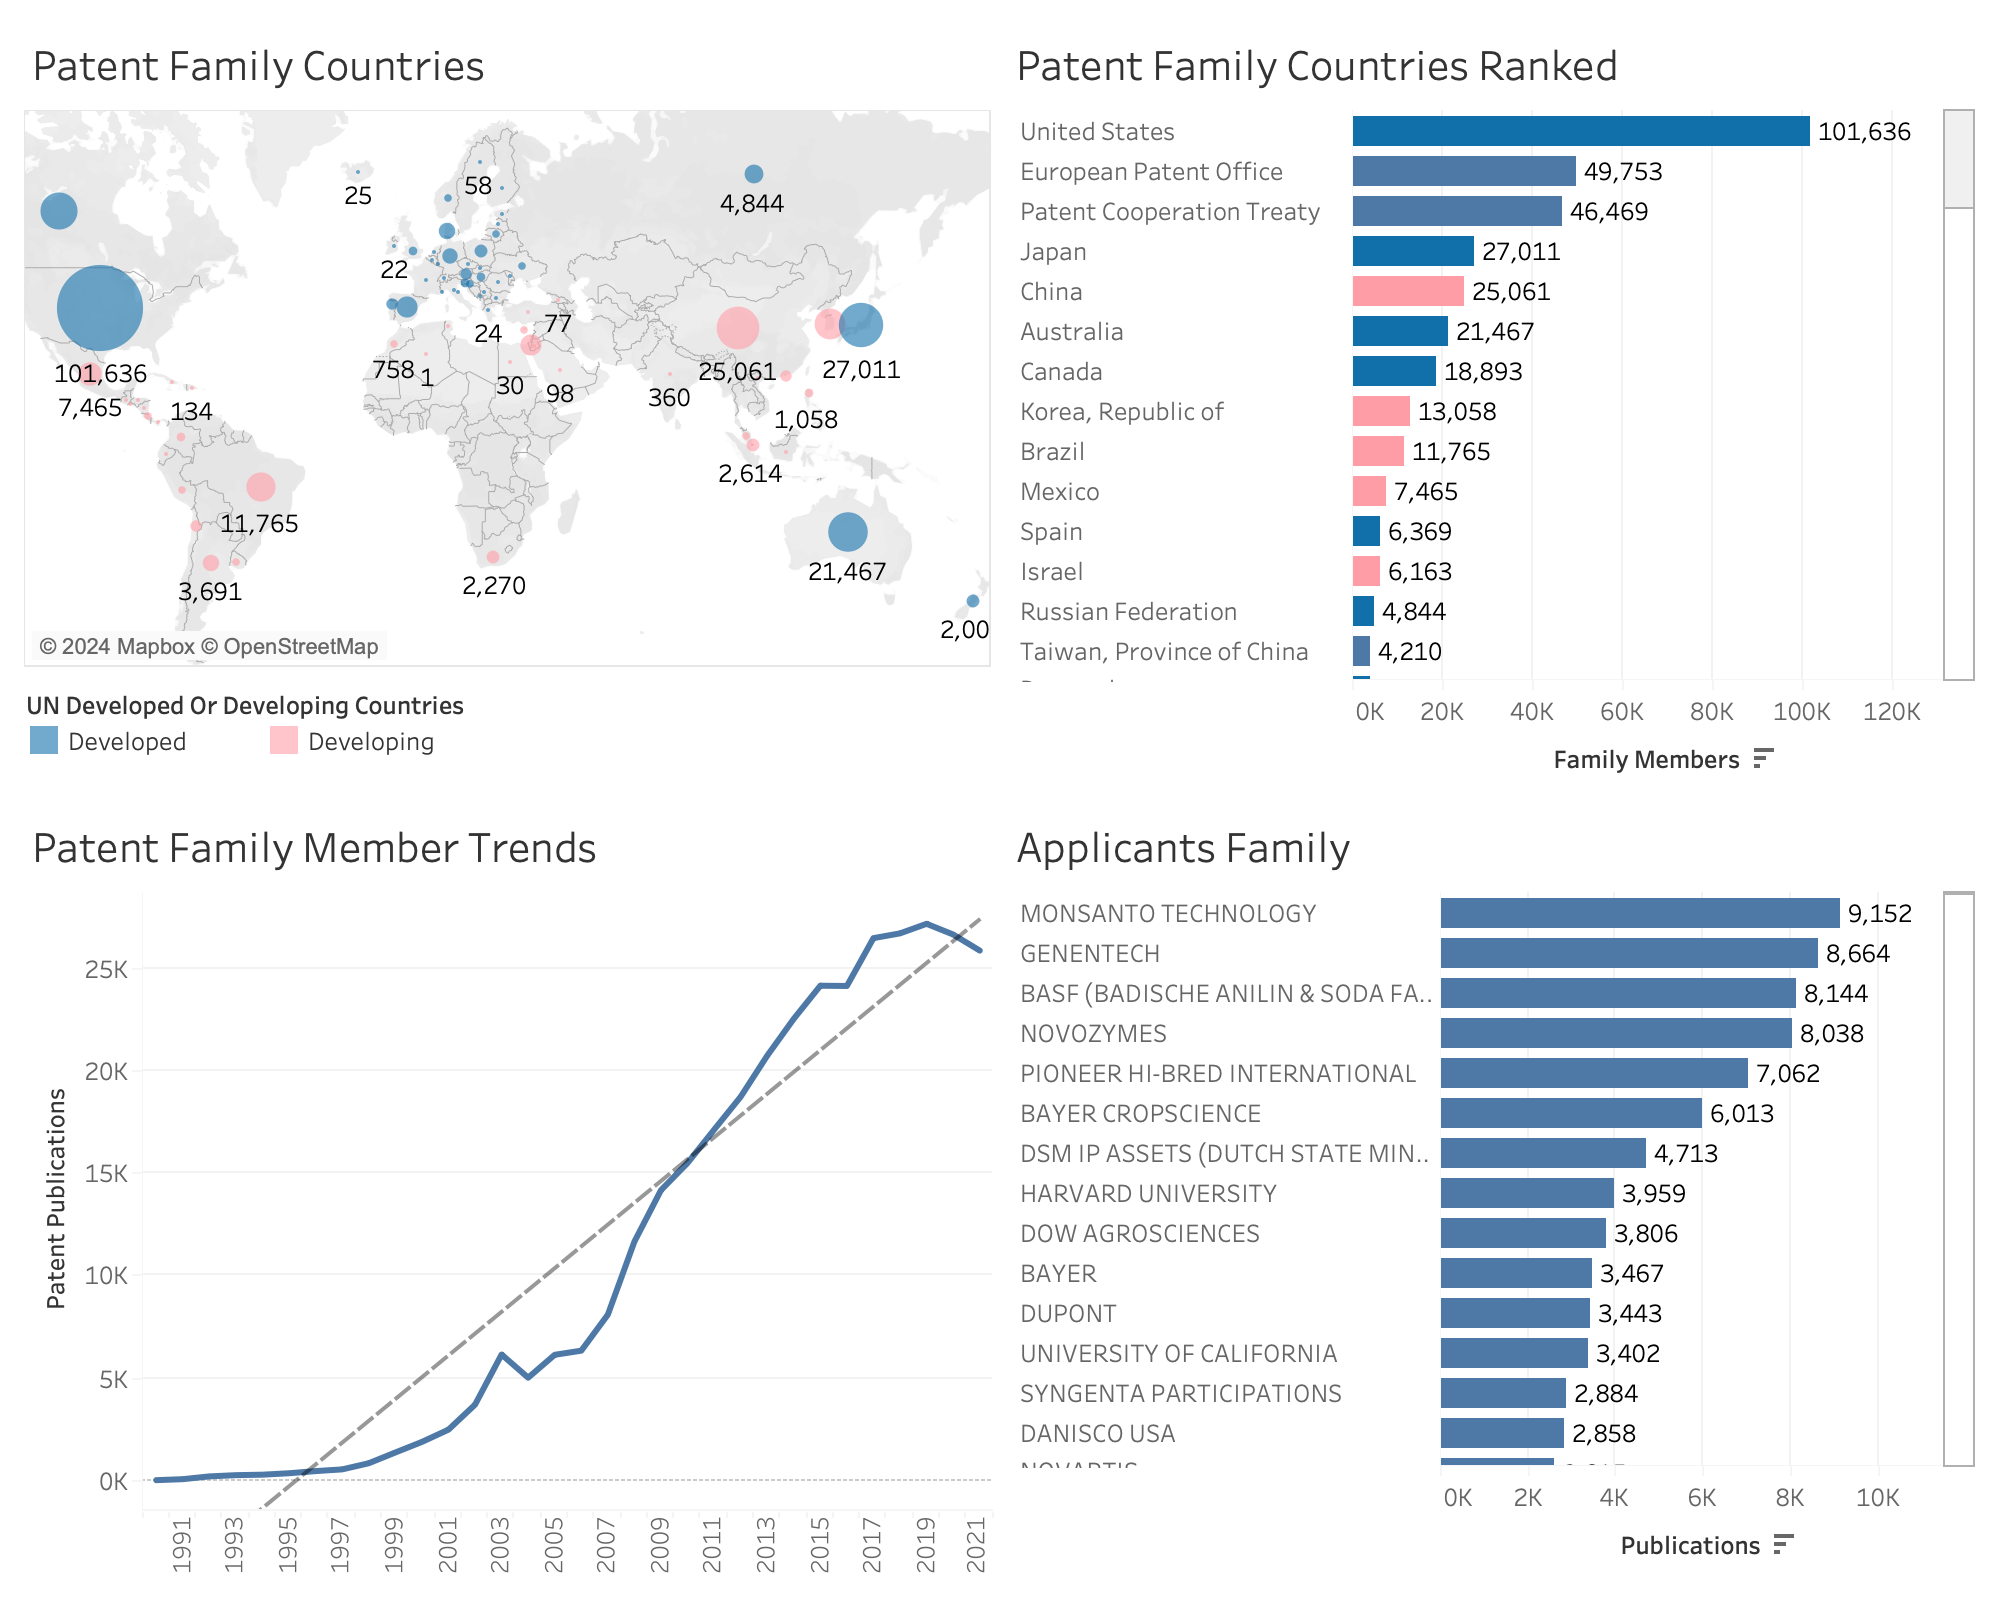 Patent Family Countries
25
58
4,844
22
24
77
758
1
30
98
360
25,061
27,011
1,058
2,614
101,636
7,465
134
11,765
3,691
2,270
21,467
2,00
© 2024 Mapbox © OpenStreetMap
UN Developed Or Developing Countries
Developed
Developing
Patent Family Countries Ranked
United States 101,636
European Patent Office 49,753
Patent Cooperation Treaty 46,469
Japan 27,011
China 25,061
Australia 21,467
Canada 18,893
Korea, Republic of 13,058
Brazil 11,765
Mexico 7,465
Spain 6,369
Israel 6,163
Russian Federation 4,844
Taiwan, Province of China 4,210
0K 20K 40K 60K 80K 100K 120K
Family Members
Patent Family Member Trends
Patent Publications
25K
20K
15K
10K
5K
0K
1991 1993 1995 1997 1999 2001 2003 2005 2007 2009 2011 2013 2015 2017 2019 2021
Applicants Family
MONSANTO TECHNOLOGY 9,152
GENENTECH 8,664
BASF (BADISCHE ANILIN & SODA FA.. 8,144
NOVOZYMES 8,038
PIONEER HI-BRED INTERNATIONAL 7,062
BAYER CROPSCIENCE 6,013
DSM IP ASSETS (DUTCH STATE MIN.. 4,713
HARVARD UNIVERSITY 3,959
DOW AGROSCIENCES 3,806
BAYER 3,467
DUPONT 3,443
UNIVERSITY OF CALIFORNIA 3,402
SYNGENTA PARTICIPATIONS 2,884
DANISCO USA 2,858
NOVARTIS
0K 2K 4K 6K 8K 10K
Publications